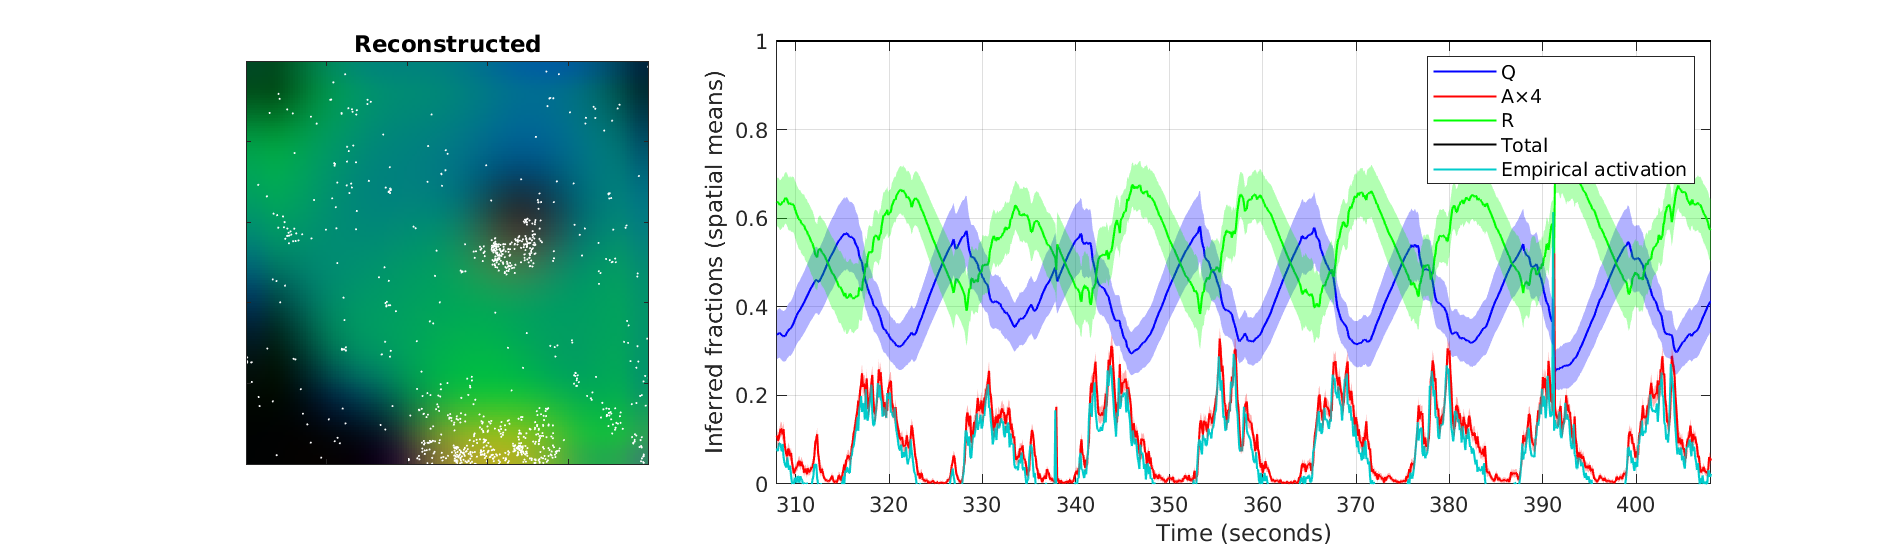 Reconstructed
Inferred fractions (spatial means)
1
0.8
0.6
0.4
0.2
0
Q
A×4
R
Total
Empirical activation
310 320 330 340 350 360 370 380 390 400
Time (seconds)